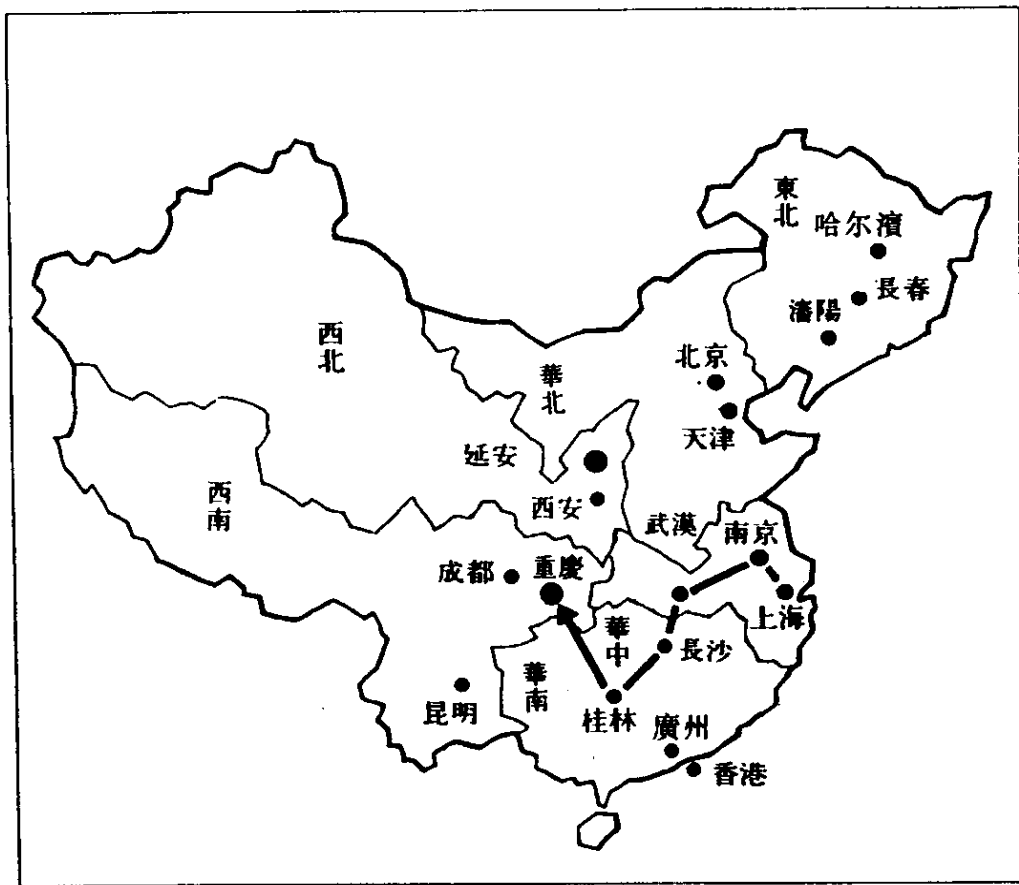 東北
哈尔濱
長春
瀋陽
西北
華北
北京
天津
延安
西南
西安
武漢
南京
成都
重慶
上海
華中
長沙
華南
昆明
桂林
廣州
香港